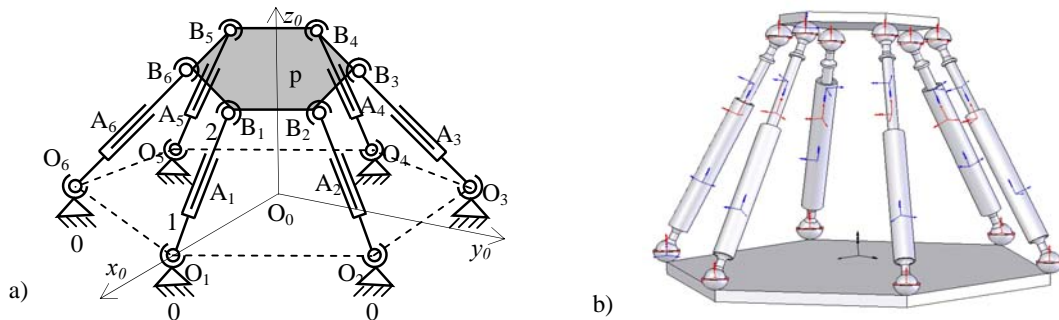 z₀
B₅ B₄
B₆ p B₃
A₆ A₅ A₄ A₃
2 B₁ B₂
O₆ O₅ O₄
A₁ A₂ O₃
0 1 O₀
x₀ O₁ O₂ y₀
a) 0 0
b)